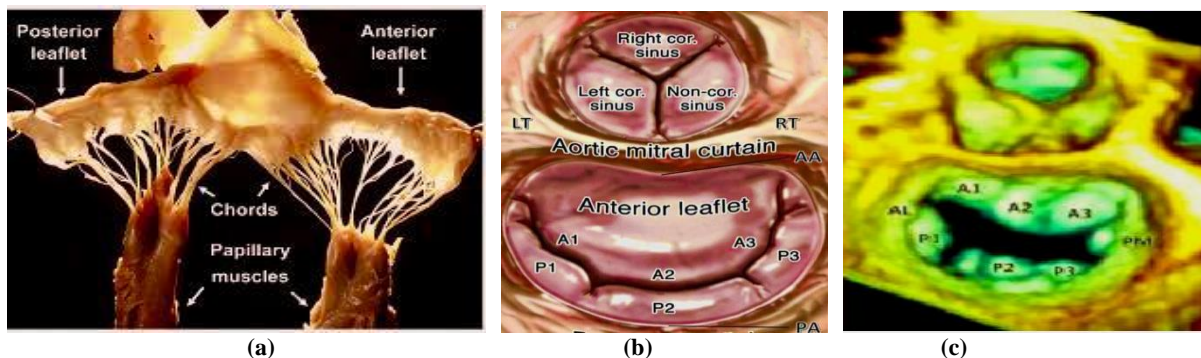 Posterior
leaflet
Anterior
leaflet
Chords
Papillary
muscles
(a)
Right cor.
sinus
Left cor.
sinus
Non-cor.
sinus
LT
RT
Aortic mitral curtain
AA
Anterior leaflet
A1
A3
P1
P3
A2
P2
PA
(b)
A1
A2
A3
AL
P1
PM
P2
P3
(c)